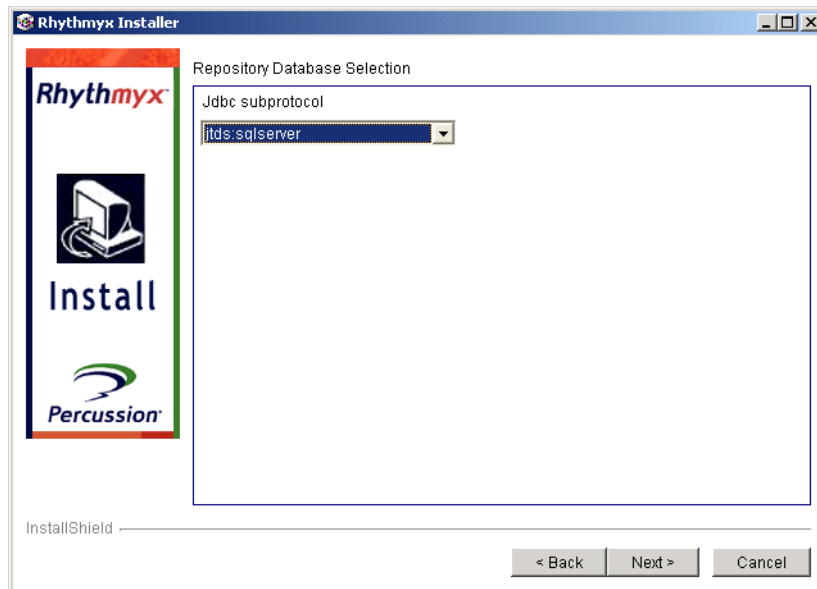 Rhythmyx Installer
Rhythmyx
Install
Percussion
Repository Database Selection
Jdbc subprotocol
jtds:sqlserver
InstallShield
< Back
Next >
Cancel